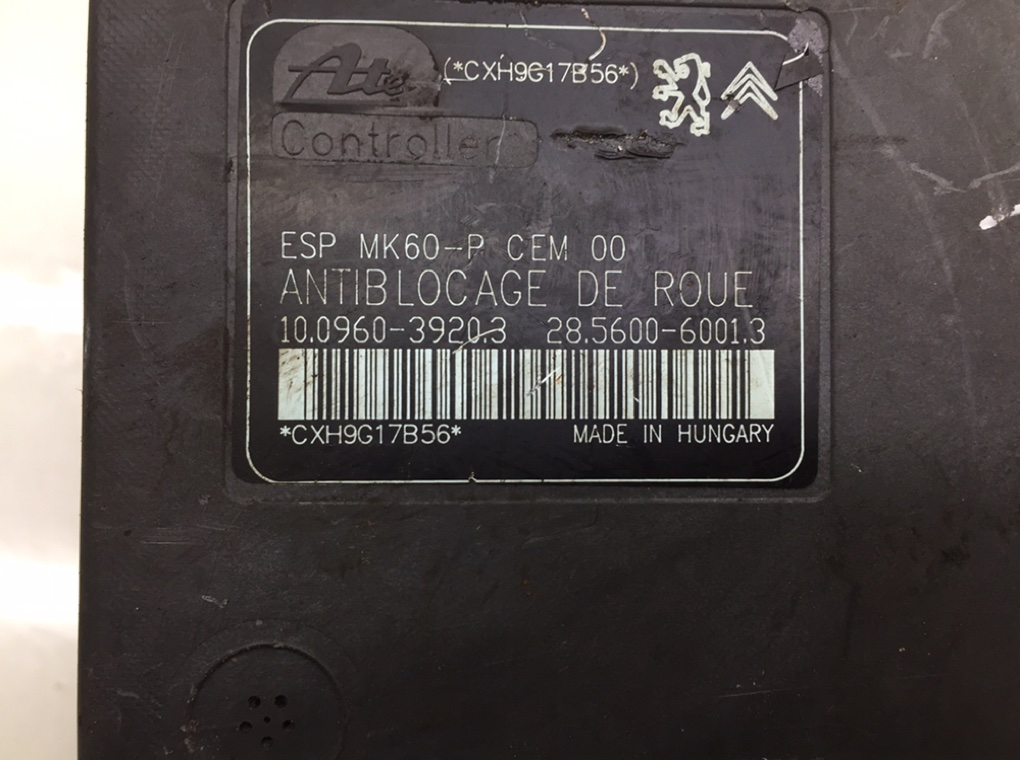 Ate (*CXH9G17B56*)
Controller
ESP MK60-P CEM 00
ANTIBLOCAGE DE ROUE
10.0960-3920.3 28.5600-6001.3
*CXH9G17B56* MADE IN HUNGARY